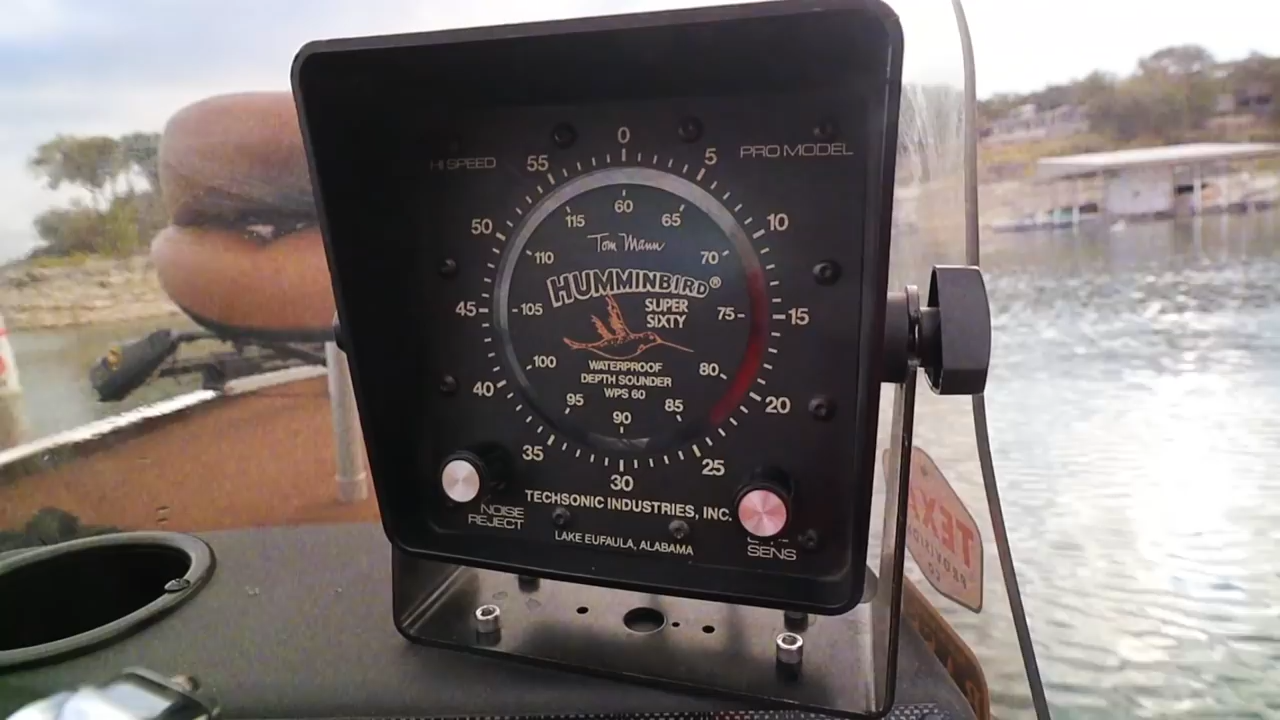 HI SPEED
PRO MODEL
0
5
10
15
20
25
30
35
40
45
50
55
60
65
70
75
80
85
90
95
100
105
110
115
Tom Mann
HUMMINBIRD®
SUPER
SIXTY
WATERPROOF
DEPTH SOUNDER
WPS 60
TECHSONIC INDUSTRIES, INC.
LAKE EUFAULA, ALABAMA
NOISE
REJECT
SENS